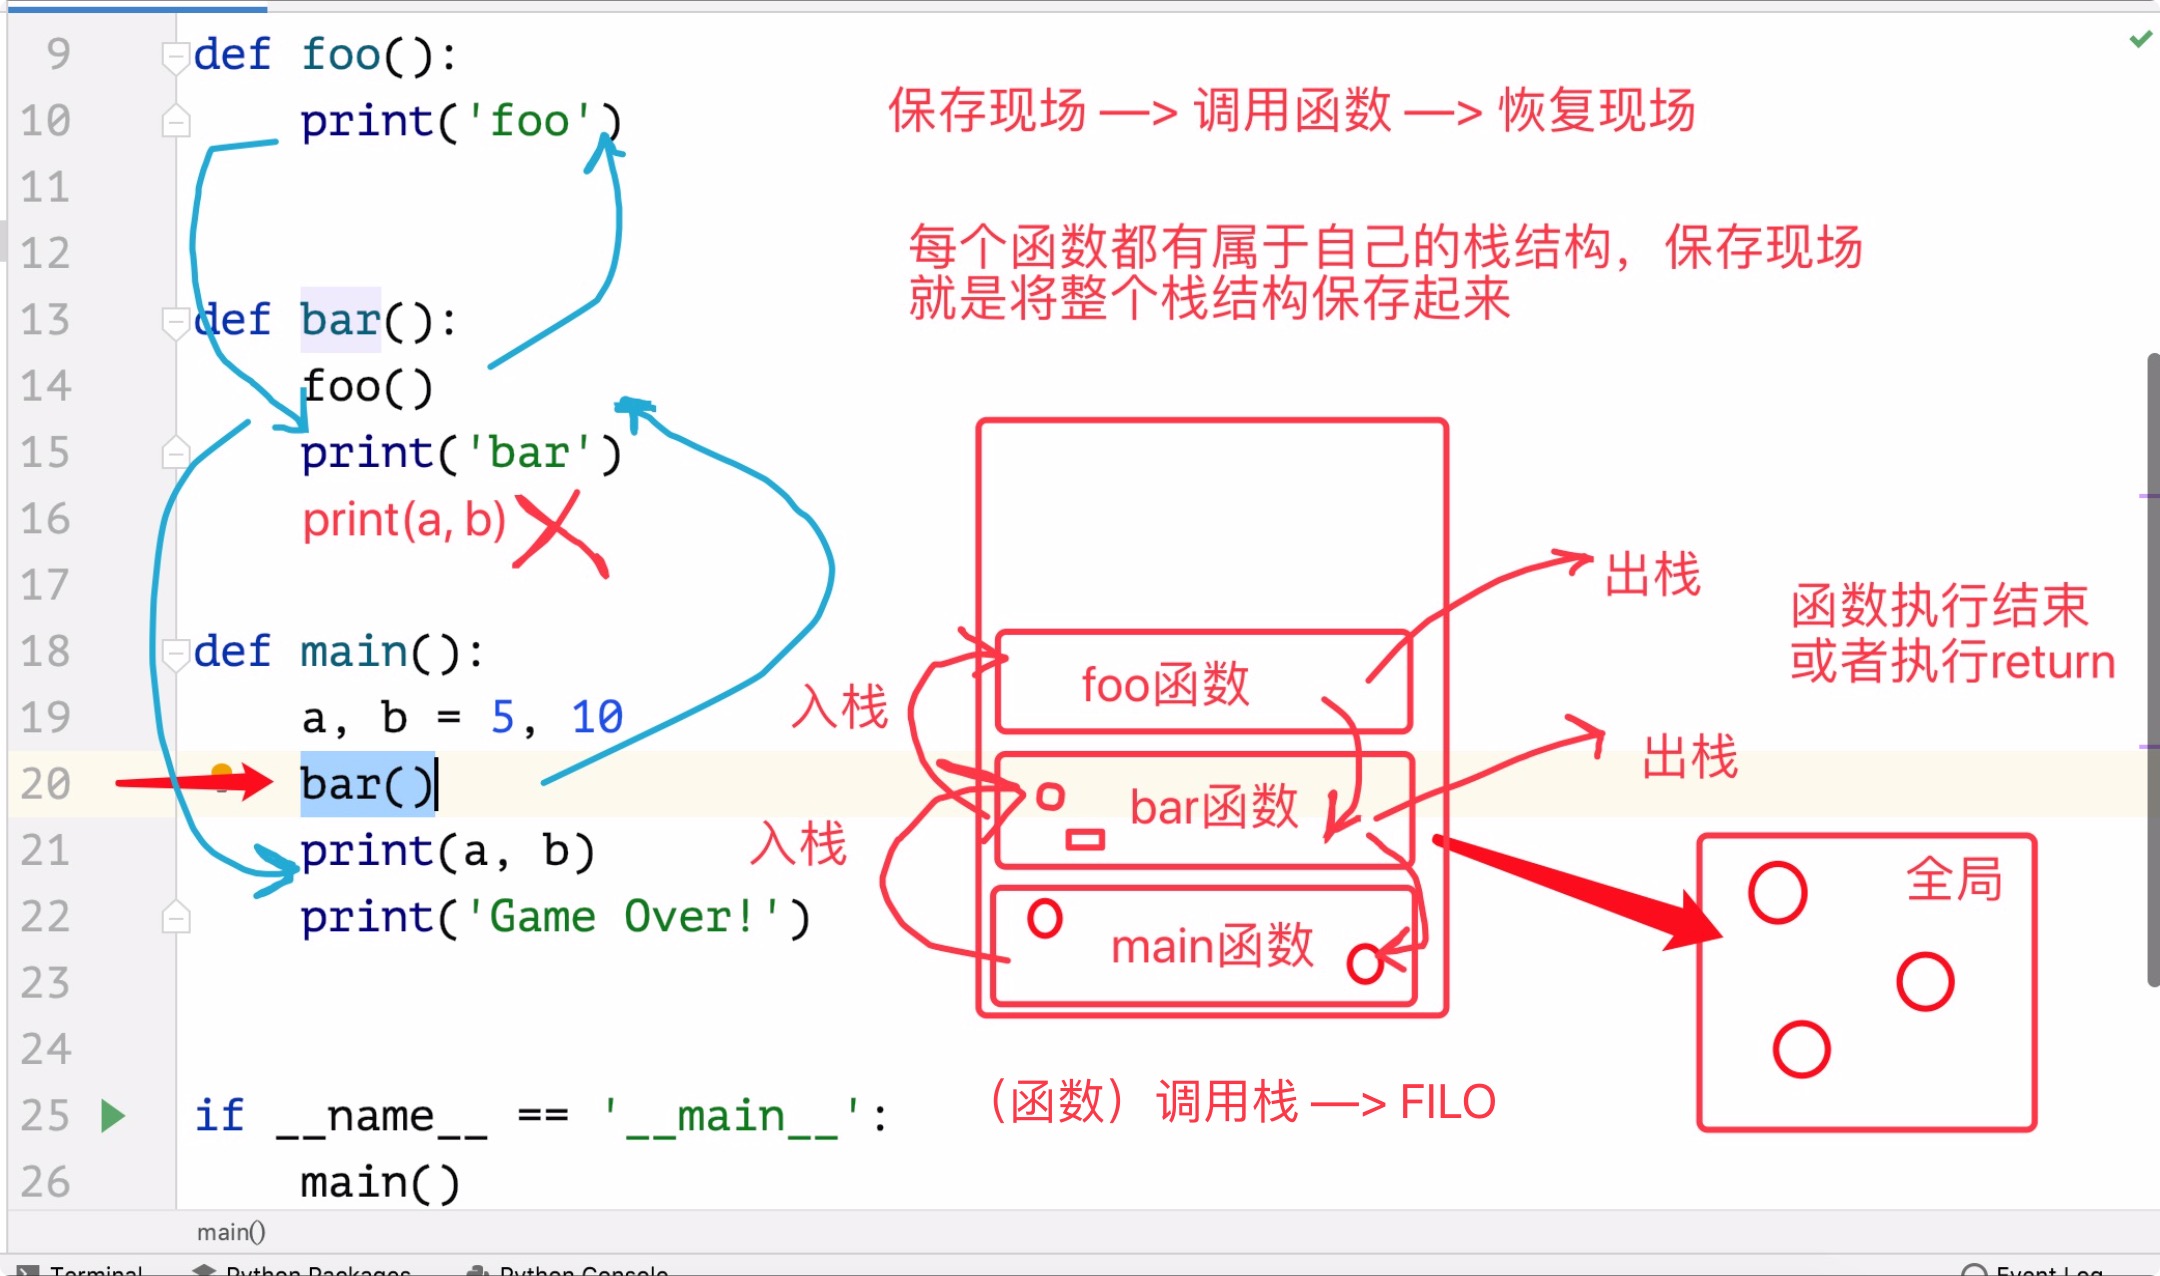 9 def foo():
10 print('foo')
保存现场 —> 调用函数 —> 恢复现场
11
12
每个函数都有属于自己的栈结构，保存现场
就是将整个栈结构保存起来
13 def bar():
14 foo()
15 print('bar')
16 print(a, b)
17
18 def main():
19 a, b = 5, 10
20 bar()
21 print(a, b)
22 print('Game Over!')
23
24
25 if __name__ == '__main__':
26 main()
出栈
函数执行结束
或者执行return
foo函数
入栈
出栈
bar函数
入栈
全局
main函数
（函数）调用栈 —> FILO
main()
Terminal
Python Packages
Python Console
Event Log